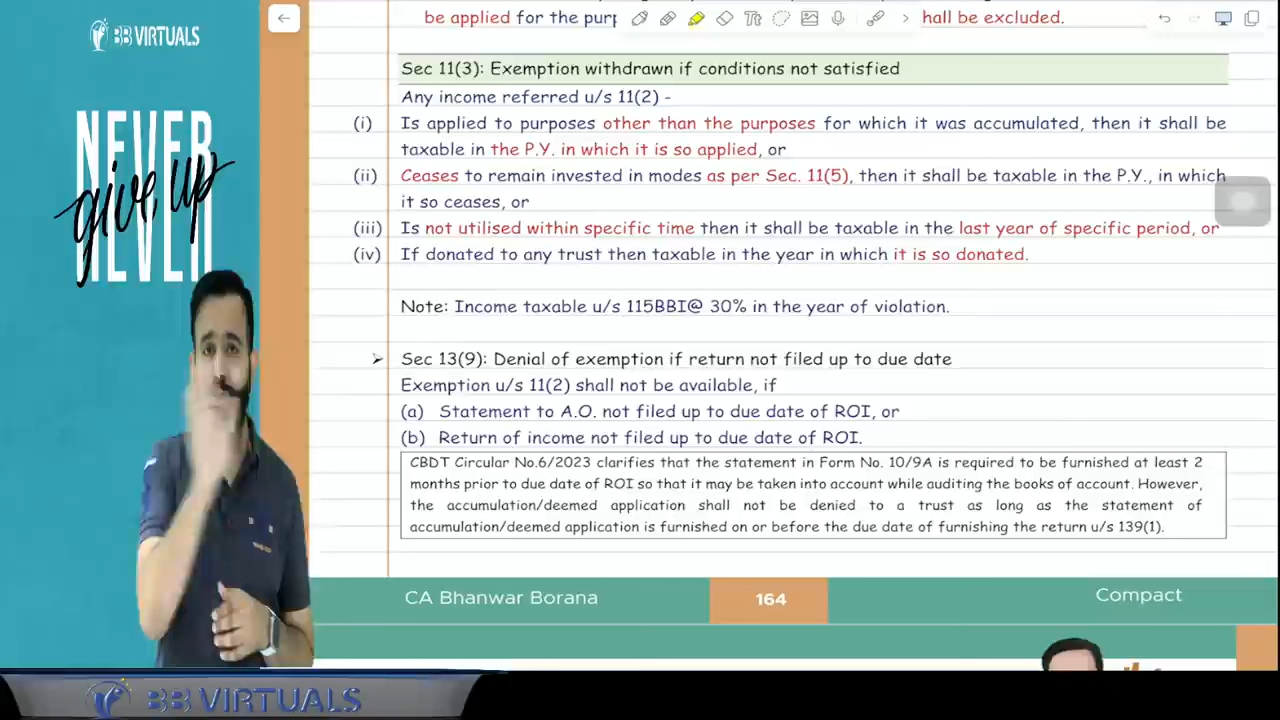 BB VIRTUALS
NEVER
give up
NEVER
be applied for the purp
hall be excluded.
Sec 11(3): Exemption withdrawn if conditions not satisfied
Any income referred u/s 11(2) -
(i) Is applied to purposes other than the purposes for which it was accumulated, then it shall be
taxable in the P.Y. in which it is so applied, or
(ii) Ceases to remain invested in modes as per Sec. 11(5), then it shall be taxable in the P.Y., in which
it so ceases, or
(iii) Is not utilised within specific time then it shall be taxable in the last year of specific period, or
(iv) If donated to any trust then taxable in the year in which it is so donated.
Note: Income taxable u/s 115BBI@ 30% in the year of violation.
➢ Sec 13(9): Denial of exemption if return not filed up to due date
Exemption u/s 11(2) shall not be available, if
(a) Statement to A.O. not filed up to due date of ROI, or
(b) Return of income not filed up to due date of ROI.
CBDT Circular No.6/2023 clarifies that the statement in Form No. 10/9A is required to be furnished at least 2
months prior to due date of ROI so that it may be taken into account while auditing the books of account. However,
the accumulation/deemed application shall not be denied to a trust as long as the statement of
accumulation/deemed application is furnished on or before the due date of furnishing the return u/s 139(1).
CA Bhanwar Borana
164
Compact
BB VIRTUALS